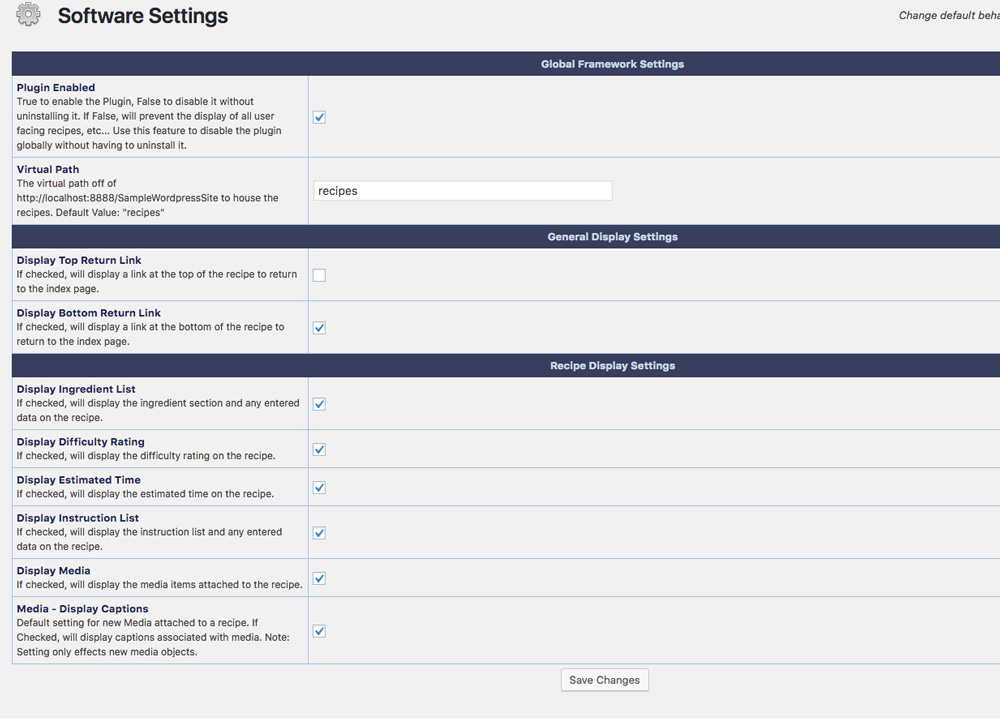 Software Settings
Change default beha
Global Framework Settings
Plugin Enabled
True to enable the Plugin, False to disable it without
uninstalling it. If False, will prevent the display of all user
facing recipes, etc... Use this feature to disable the plugin
globally without having to uninstall it.
Virtual Path
The virtual path off of
http://localhost:8888/SampleWordpressSite to house the
recipes. Default Value: "recipes"
recipes
General Display Settings
Display Top Return Link
If checked, will display a link at the top of the recipe to return
to the index page.
Display Bottom Return Link
If checked, will display a link at the bottom of the recipe to
return to the index page.
Recipe Display Settings
Display Ingredient List
If checked, will display the ingredient section and any entered
data on the recipe.
Display Difficulty Rating
If checked, will display the difficulty rating on the recipe.
Display Estimated Time
If checked, will display the estimated time on the recipe.
Display Instruction List
If checked, will display the instruction list and any entered
data on the recipe.
Display Media
If checked, will display the media items attached to the recipe.
Media - Display Captions
Default setting for new Media attached to a recipe. If
Checked, will display captions associated with media. Note:
Setting only effects new media objects.
Save Changes